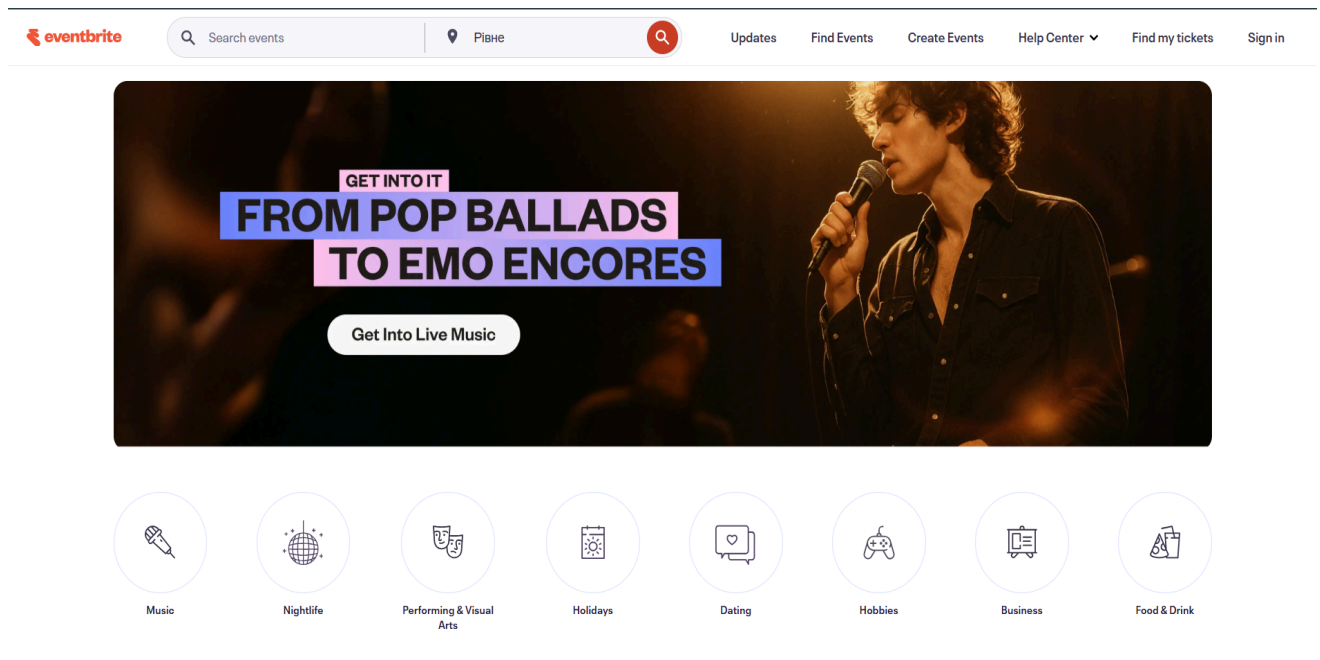 eventbrite
Search events
Рівне
Updates
Find Events
Create Events
Help Center
Find my tickets
Sign in
GET INTO IT
FROM POP BALLADS
TO EMO ENCORES
Get Into Live Music
Music
Nightlife
Performing & Visual
Arts
Holidays
Dating
Hobbies
Business
Food & Drink